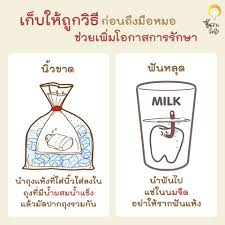 เก็บให้ถูกวิธี ก่อนถึงมือหมอ
ช่วยเพิ่มโอกาสการรักษา
นิ้วขาด
ฟันหลุด
MILK
นำถุงแห้งที่ใส่นิ้วใส่ลงใน
ถุงที่มีน้ำผสมน้ำแข็ง
แล้วมัดปากถุงรวมกัน
นำฟันไป
แช่ในนมจืด
อย่าให้รากฟันแห้ง